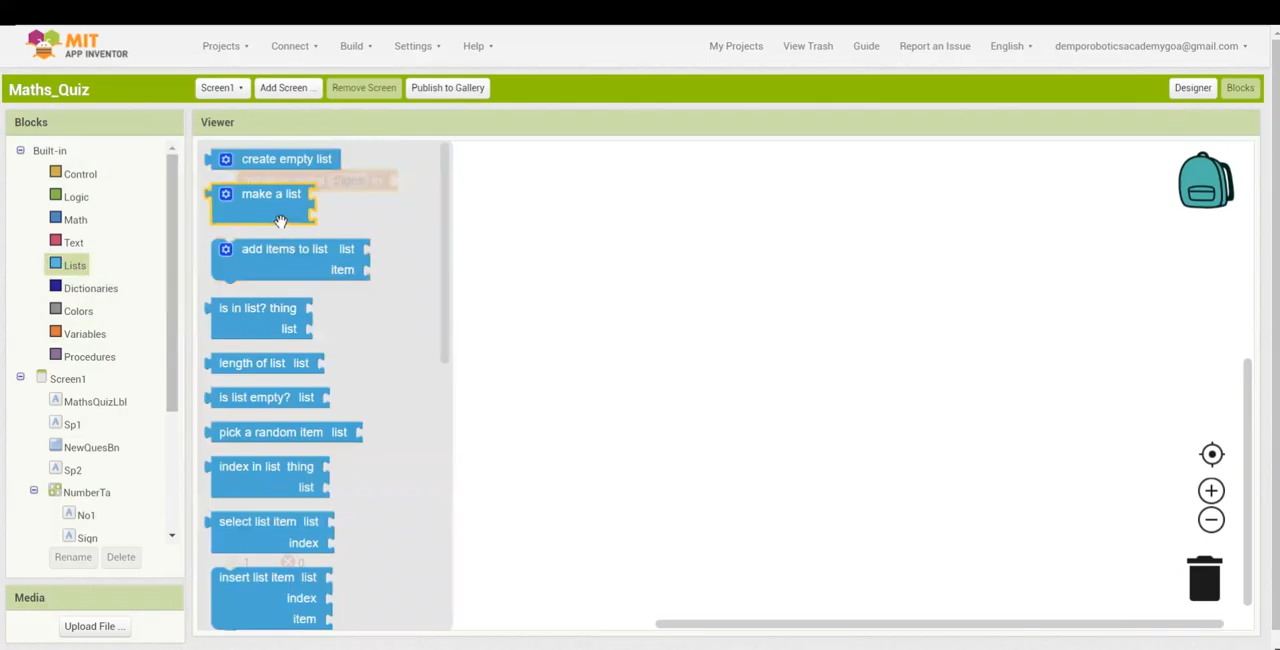 MIT
APP INVENTOR
Projects
Connect
Build
Settings
Help
My Projects
View Trash
Guide
Report an Issue
English
demporoboticsacademygoa@gmail.com
Maths_Quiz
Screen1
Add Screen ...
Remove Screen
Publish to Gallery
Designer
Blocks
Blocks
Viewer
Built-in
Control
Logic
Math
Text
Lists
Dictionaries
Colors
Variables
Procedures
Screen1
MathsQuizLbl
Sp1
NewQuesBn
Sp2
NumberTa
No1
Sign
Rename
Delete
Media
Upload File ...
create empty list
make a list
add items to list list
item
is in list? thing
list
length of list list
is list empty? list
pick a random item list
index in list thing
list
select list item list
index
1 0
insert list item list
index
item